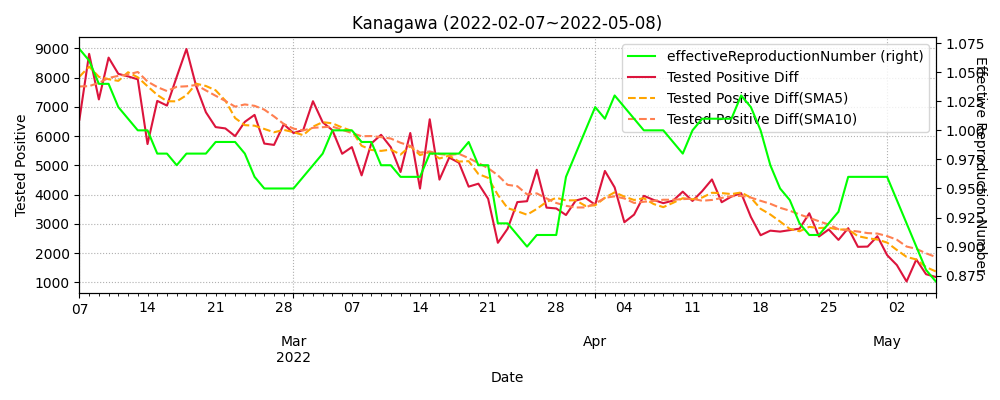 Kanagawa (2022-02-07~2022-05-08)
effectiveReproductionNumber (right)
Tested Positive Diff
Tested Positive Diff(SMA5)
Tested Positive Diff(SMA10)
Tested Positive
9000
8000
7000
6000
5000
4000
3000
2000
1000
1.075
1.050
1.025
1.000
0.975
0.950
0.925
0.900
0.875
Effective Reproduction Number
07 14 21 28 07 14 21 28 04 11 18 25 02
Mar Apr May
2022
Date